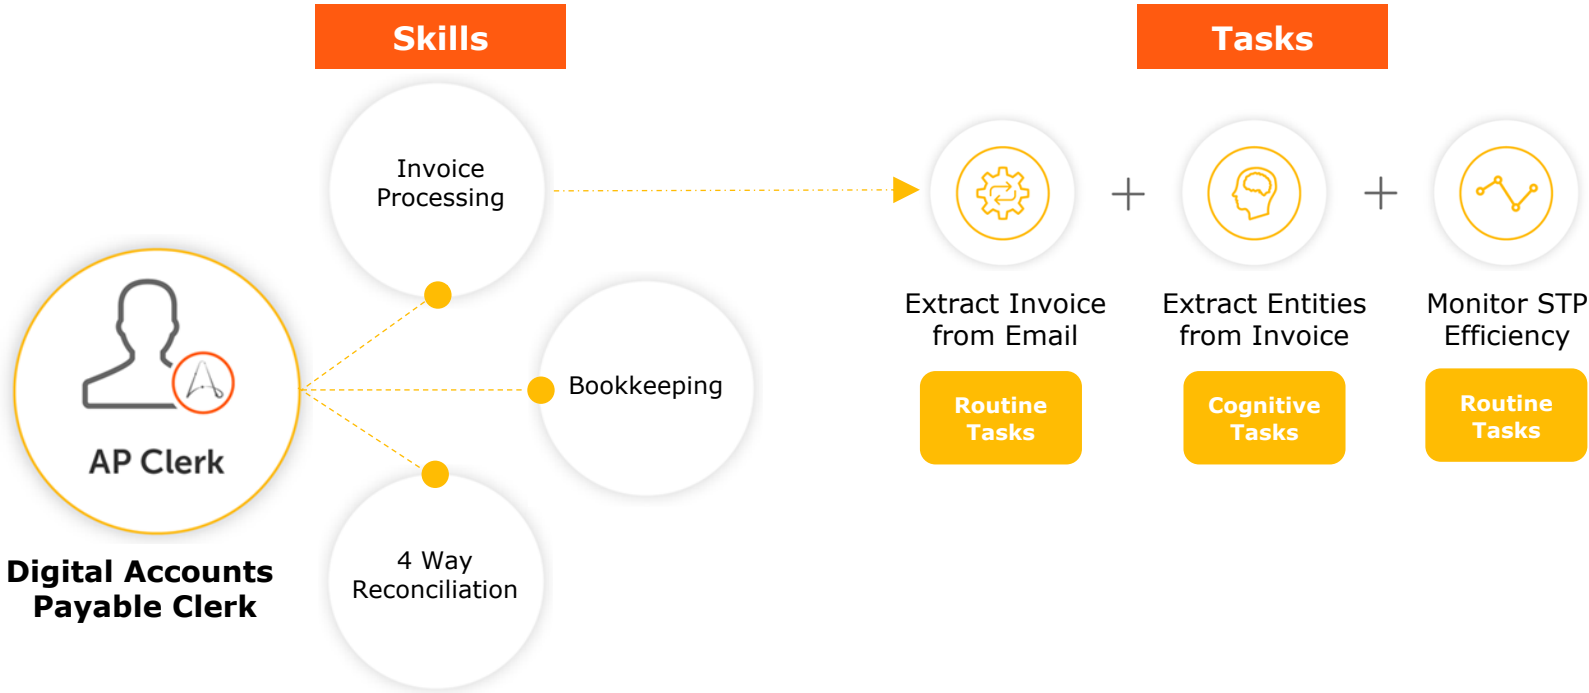 Skills
Tasks
Invoice
Processing
Extract Invoice
from Email
Extract Entities
from Invoice
Monitor STP
Efficiency
Routine
Tasks
Cognitive
Tasks
Routine
Tasks
Bookkeeping
AP Clerk
4 Way
Reconciliation
Digital Accounts
Payable Clerk